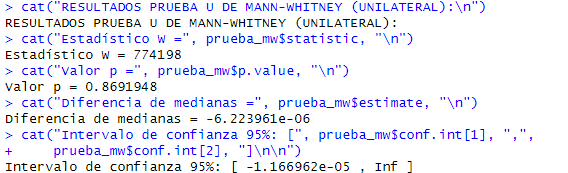 > cat("RESULTADOS PRUEBA U DE MANN-WHITNEY (UNILATERAL):\n")
RESULTADOS PRUEBA U DE MANN-WHITNEY (UNILATERAL):
> cat("Estadístico W =", prueba_mw$statistic, "\n")
Estadístico W = 774198
> cat("Valor p =", prueba_mw$p.value, "\n")
Valor p = 0.8691948
> cat("Diferencia de medianas =", prueba_mw$estimate, "\n")
Diferencia de medianas = -6.223961e-06
> cat("Intervalo de confianza 95%: [", prueba_mw$conf.int[1], ",",
+     prueba_mw$conf.int[2], "]\n\n")
Intervalo de confianza 95%: [ -1.166962e-05 , Inf ]